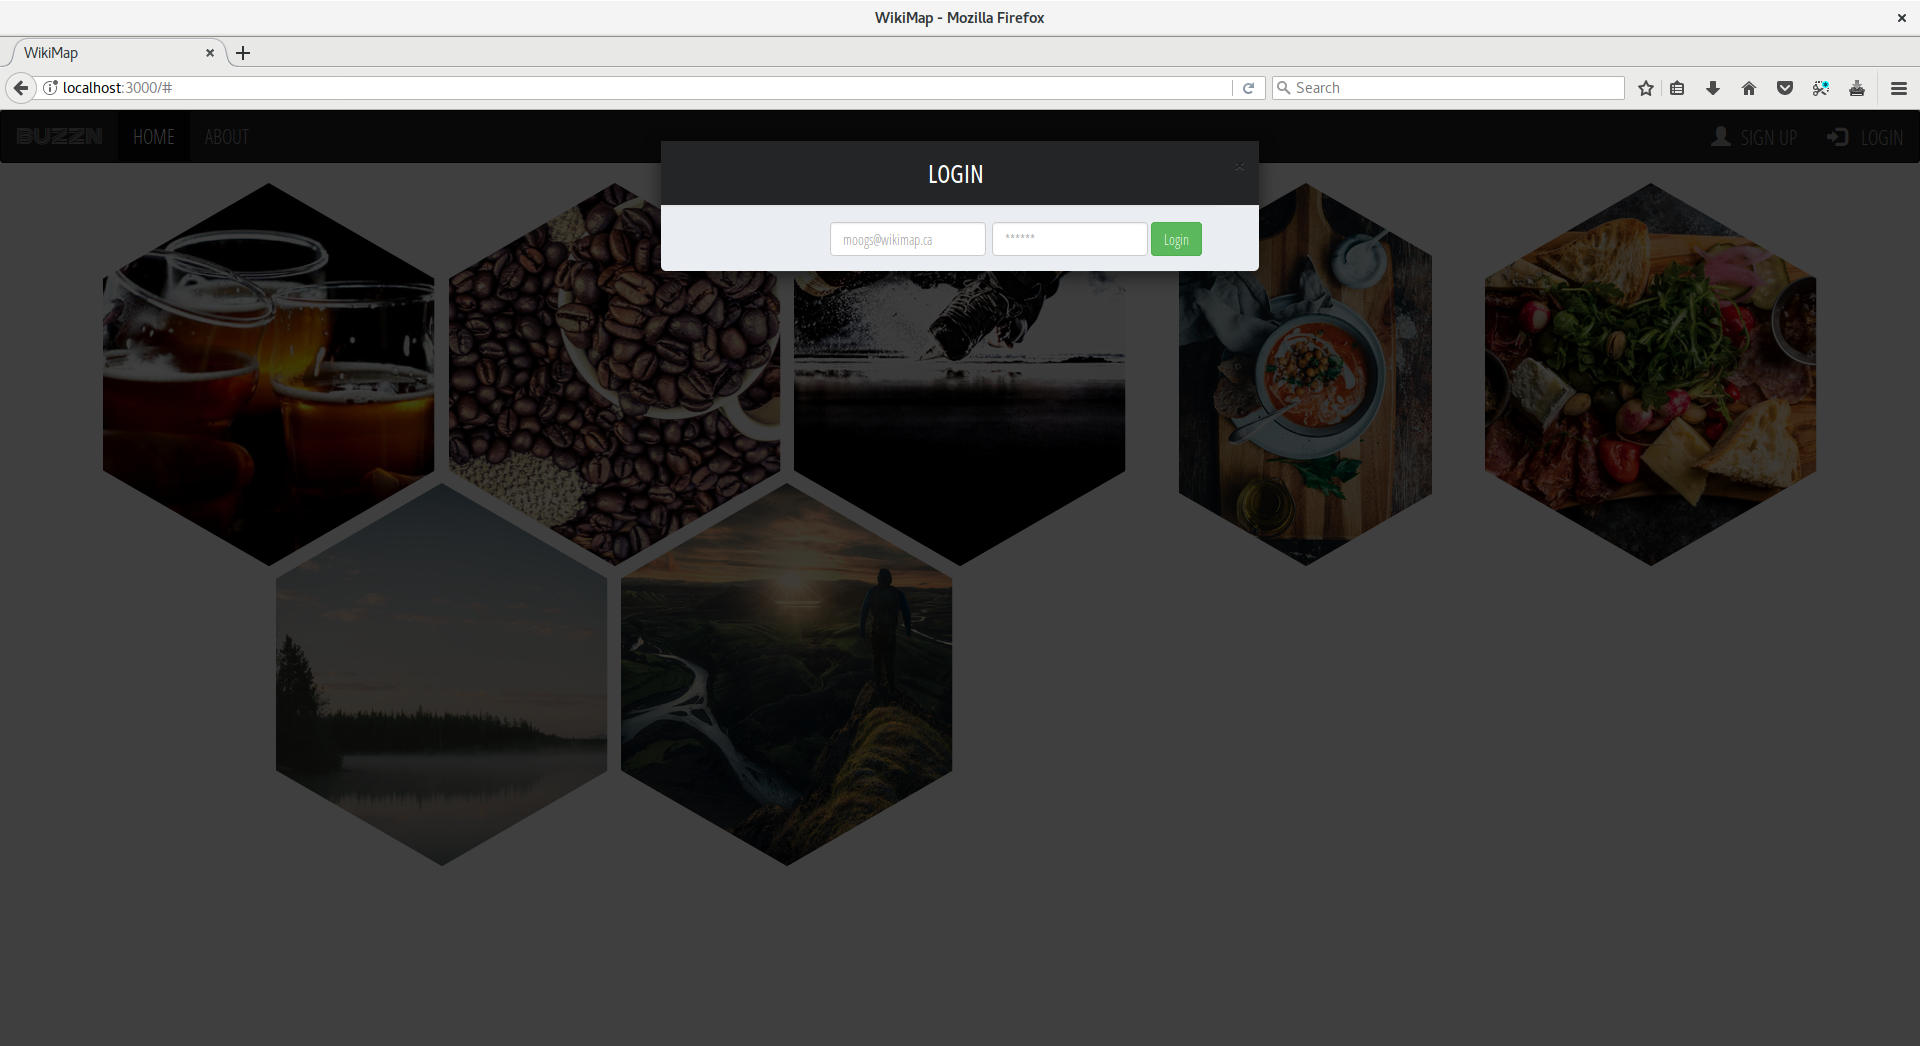 WikiMap - Mozilla Firefox
WikiMap
localhost:3000/#
Search
BUZZN HOME ABOUT SIGN UP LOGIN
LOGIN
moogs@wikimap.ca ****** Login